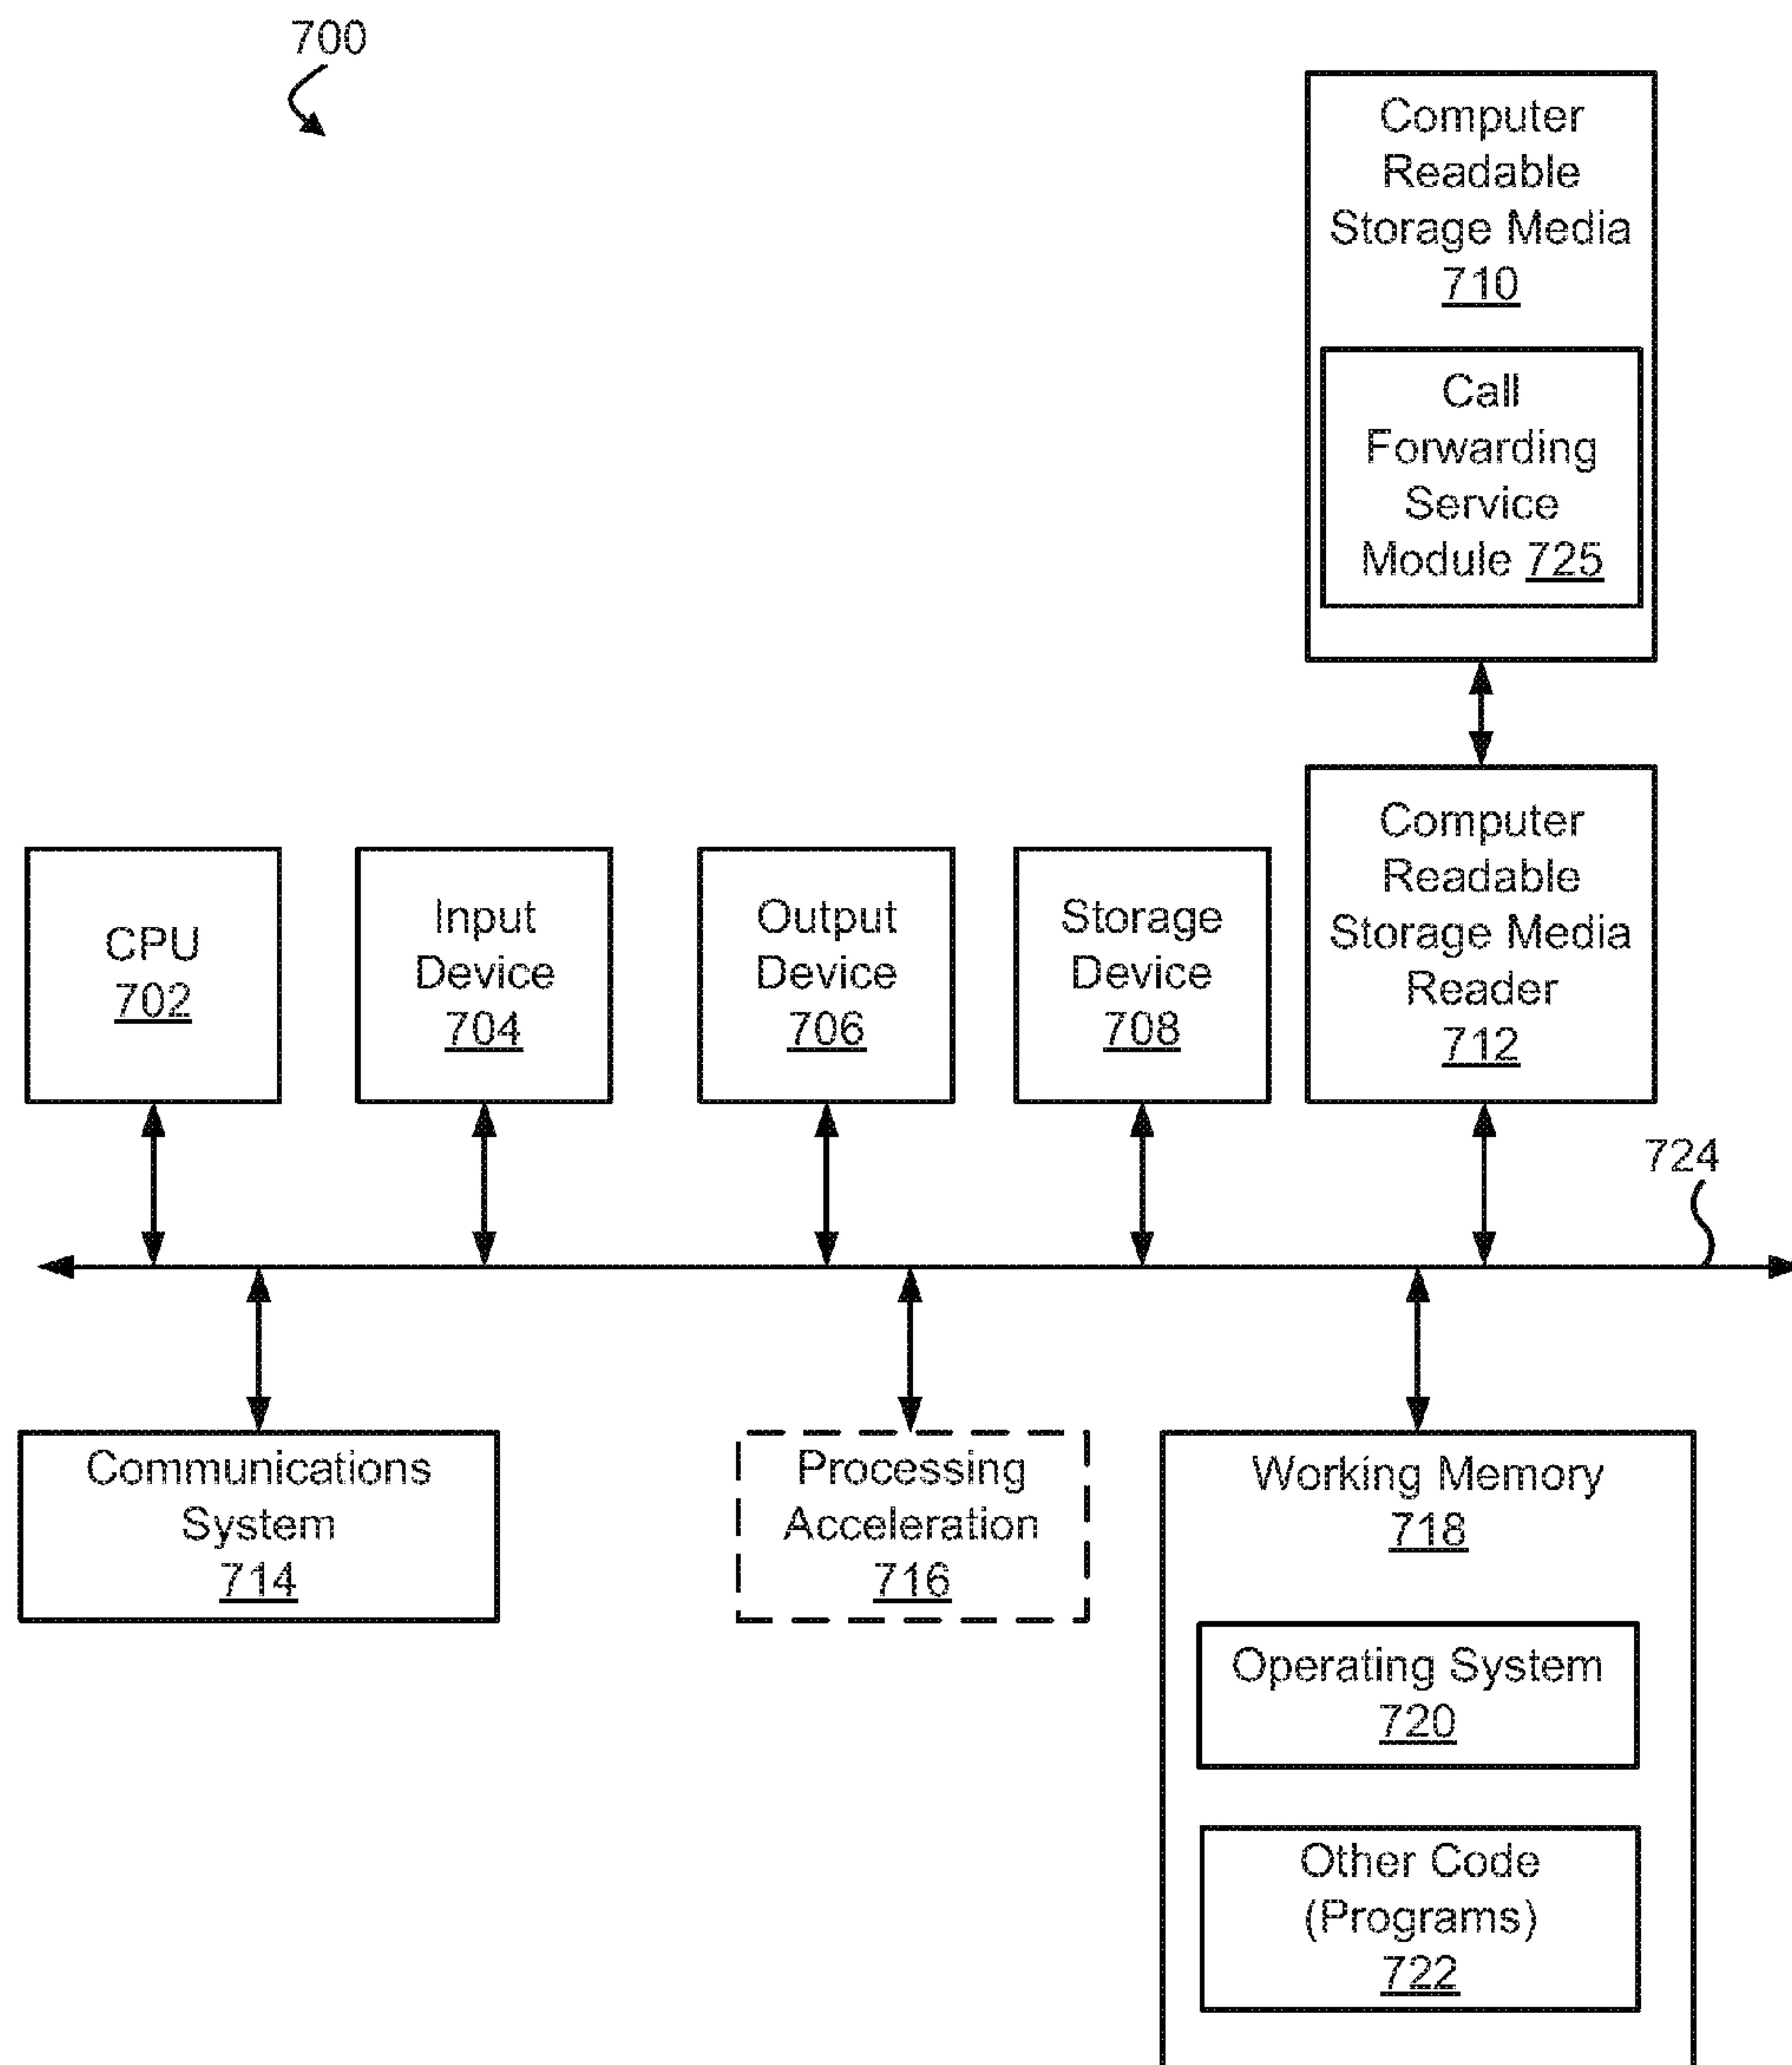 700
Computer
Readable
Storage Media
710
Call
Forwarding
Service
Module 725
Computer
Readable
Storage Media
Reader
712
CPU
702
Input
Device
704
Output
Device
706
Storage
Device
708
724
Communications
System
714
Processing
Acceleration
716
Working Memory
718
Operating System
720
Other Code
(Programs)
722